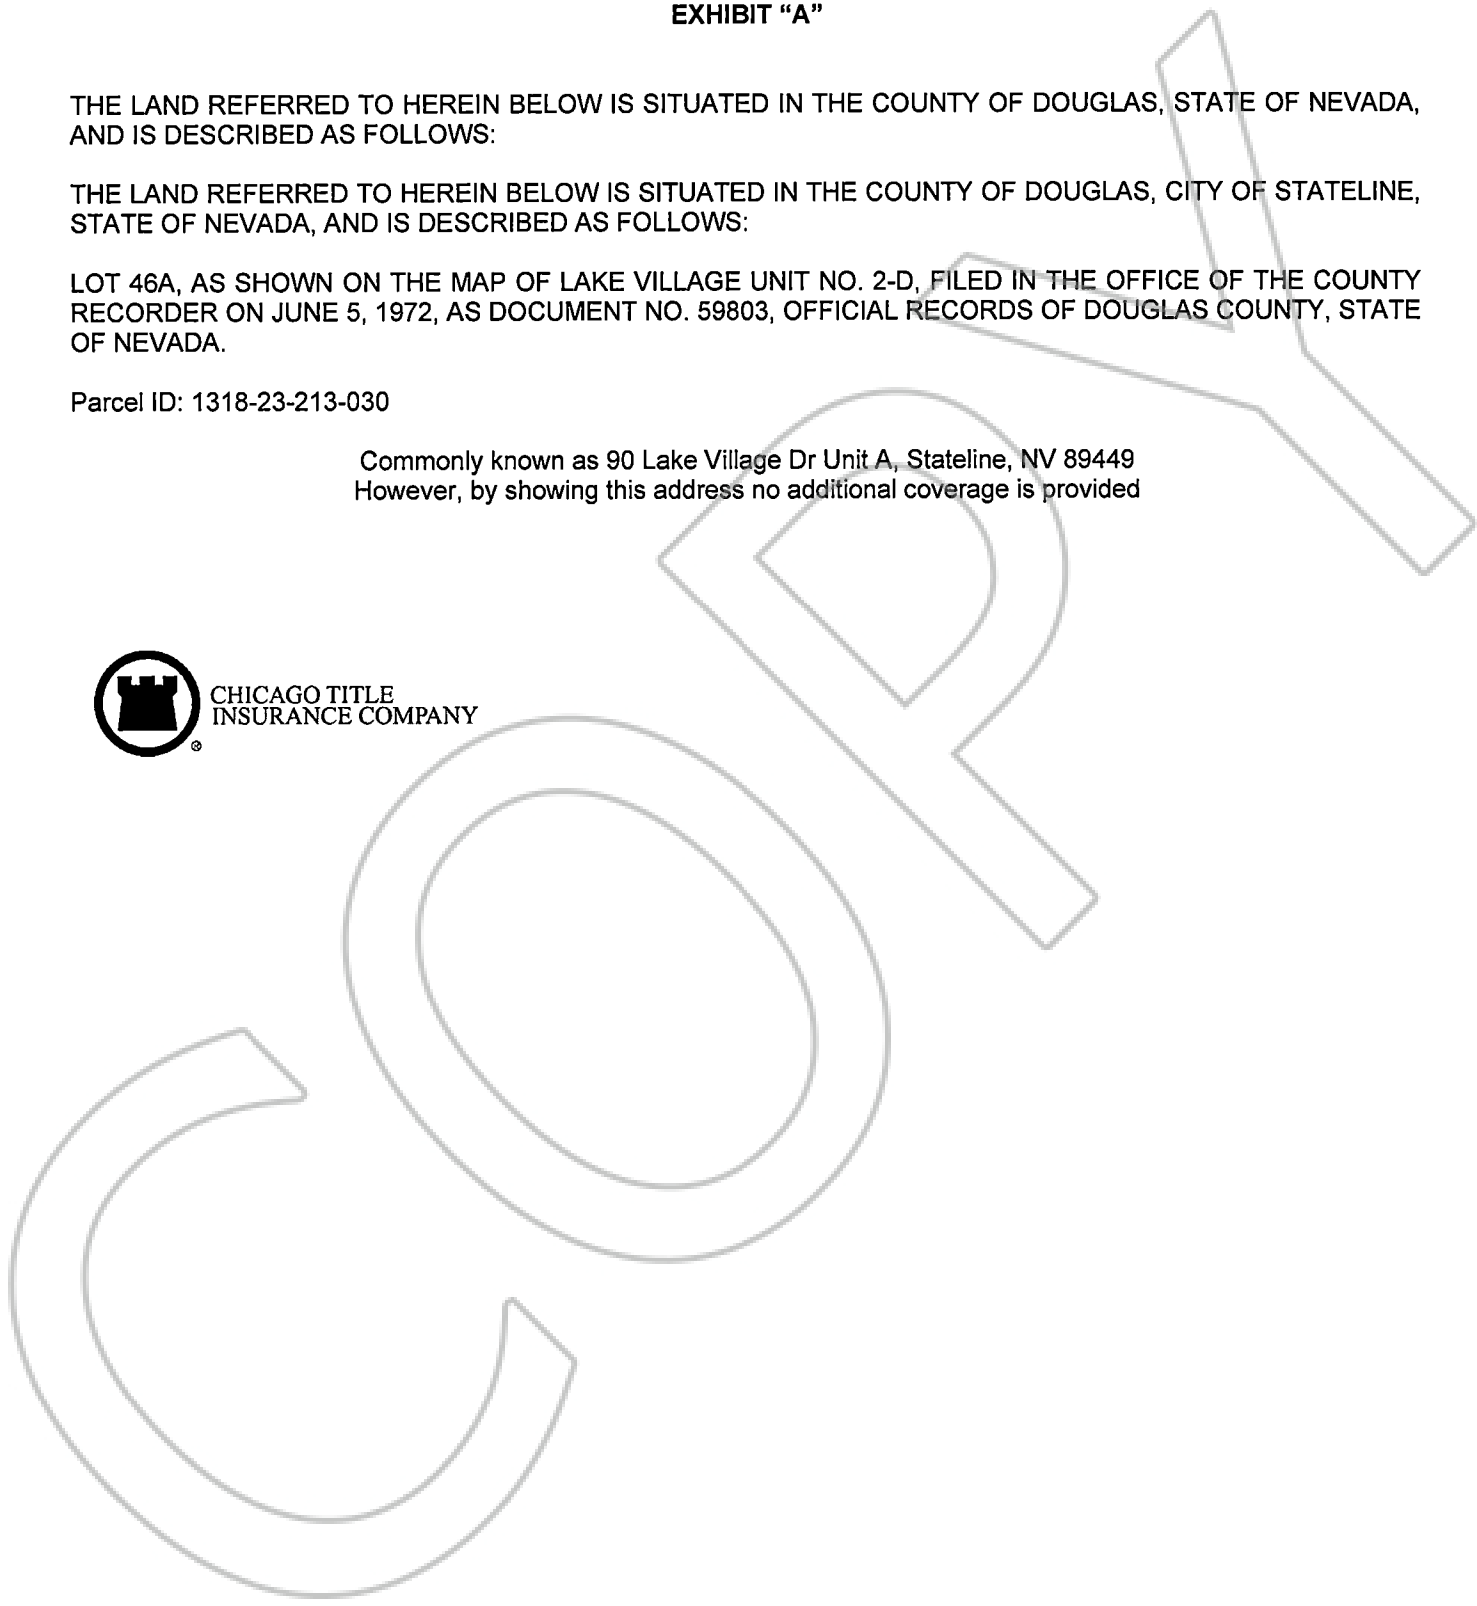 EXHIBIT “A”
THE LAND REFERRED TO HEREIN BELOW IS SITUATED IN THE COUNTY OF DOUGLAS, STATE OF NEVADA,
AND IS DESCRIBED AS FOLLOWS:
THE LAND REFERRED TO HEREIN BELOW IS SITUATED IN THE COUNTY OF DOUGLAS, CITY OF STATELINE,
STATE OF NEVADA, AND IS DESCRIBED AS FOLLOWS:
LOT 46A, AS SHOWN ON THE MAP OF LAKE VILLAGE UNIT NO. 2-D, FILED IN THE OFFICE OF THE COUNTY
RECORDER ON JUNE 5, 1972, AS DOCUMENT NO. 59803, OFFICIAL RECORDS OF DOUGLAS COUNTY, STATE
OF NEVADA.
Parcel ID: 1318-23-213-030
Commonly known as 90 Lake Village Dr Unit A, Stateline, NV 89449
However, by showing this address no additional coverage is provided
CHICAGO TITLE
INSURANCE COMPANY
®
COPY